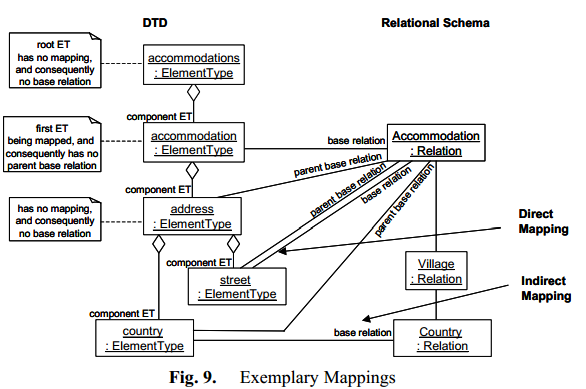 DTD
Relational Schema
root ET
has no mapping,
and consequently
no base relation
accommodations
: ElementType
component ET
first ET
being mapped, and
consequently has no
parent base relation
accommodation
: ElementType
base relation
Accommodation
: Relation
parent base relation
component ET
has no mapping,
and consequently
no base relation
address
: ElementType
parent base relation
base relation
parent base relation
Direct
Mapping
component ET
street
: ElementType
Village
: Relation
Indirect
Mapping
component ET
country
: ElementType
base relation
Country
: Relation
Fig. 9. Exemplary Mappings